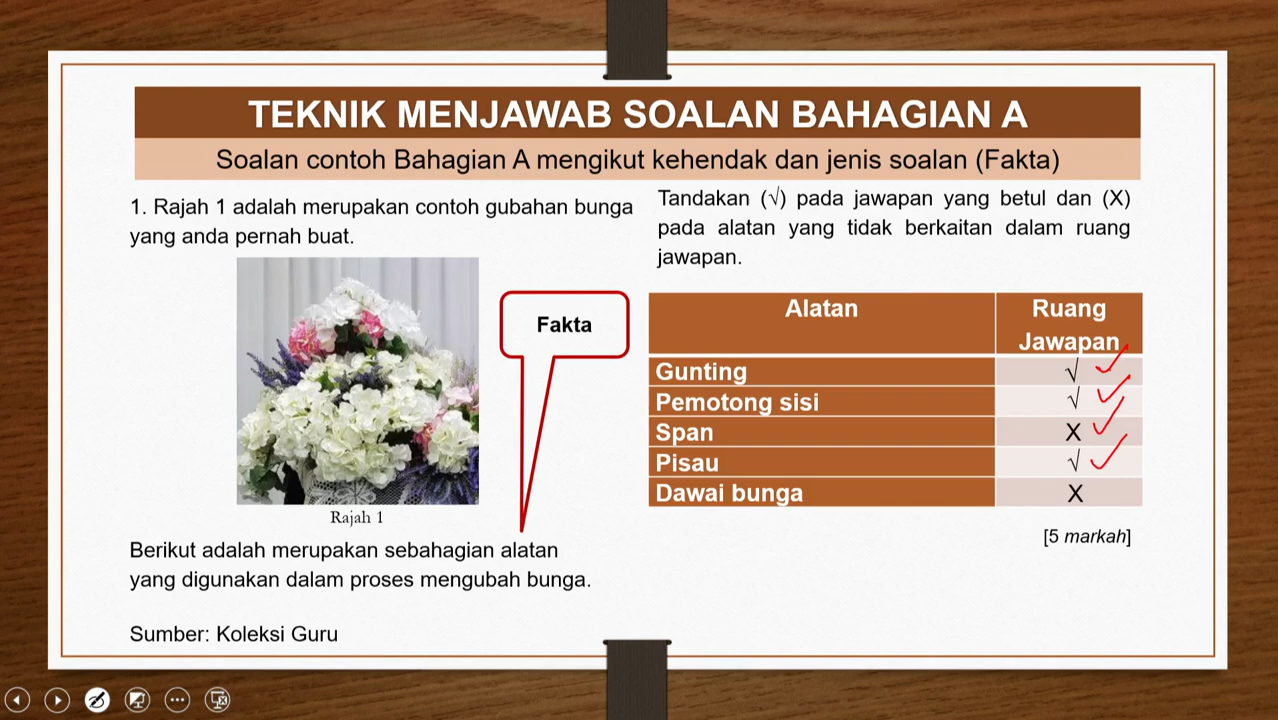 TEKNIK MENJAWAB SOALAN BAHAGIAN A
Soalan contoh Bahagian A mengikut kehendak dan jenis soalan (Fakta)
1. Rajah 1 adalah merupakan contoh gubahan bunga
yang anda pernah buat.
Rajah 1
Fakta
Berikut adalah merupakan sebahagian alatan
yang digunakan dalam proses mengubah bunga.
Sumber: Koleksi Guru
Tandakan (√) pada jawapan yang betul dan (X)
pada alatan yang tidak berkaitan dalam ruang
jawapan.
Alatan Ruang
Jawapan
Gunting √
Pemotong sisi √
Span X
Pisau √
Dawai bunga X
[5 markah]